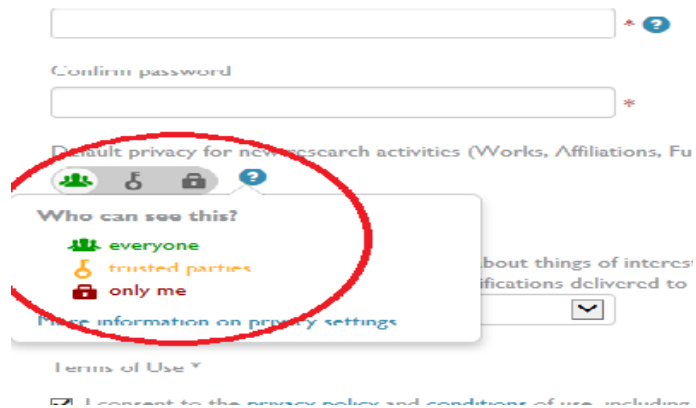 *
Confirm password
*
Default privacy for new research activities (Works, Affiliations, Fu
Who can see this?
everyone
trusted parties
only me
More information on privacy settings
about things of interest
ifications delivered to
Terms of Use *
I consent to the privacy policy and conditions of use, including